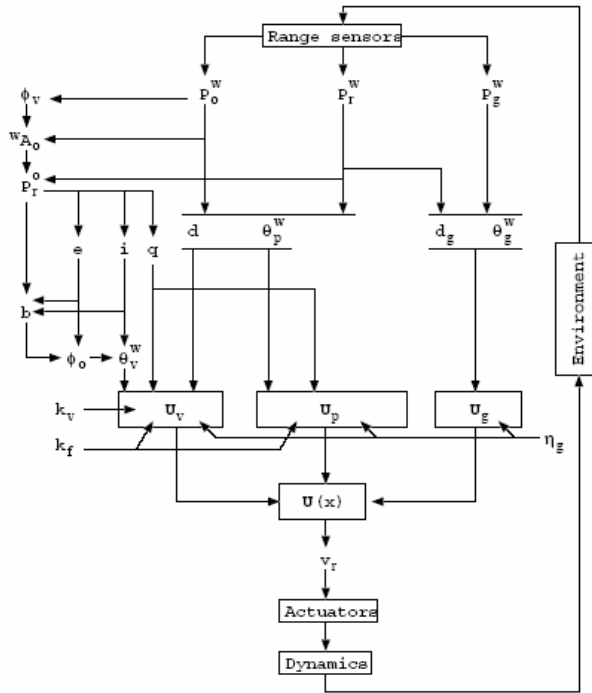 Range sensors
ϕv Pow Prw Pgw
wAo
Pro
d θpw dg θgw
e i q
Environment
b
ϕo θvw
kv Uv Up Ug
kf ηg
U(x)
vr
Actuators
Dynamics